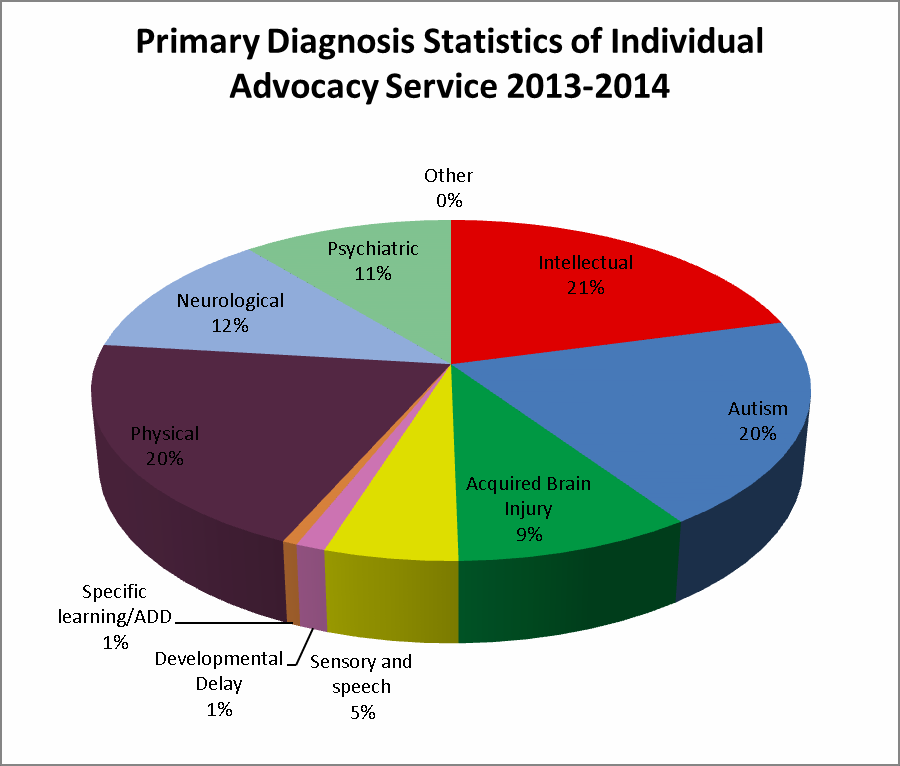 Primary Diagnosis Statistics of Individual
Advocacy Service 2013-2014
Other
0%
Psychiatric
11%
Intellectual
21%
Neurological
12%
Autism
20%
Physical
20%
Acquired Brain
Injury
9%
Specific
learning/ADD
1%
Developmental
Delay
1%
Sensory and
speech
5%